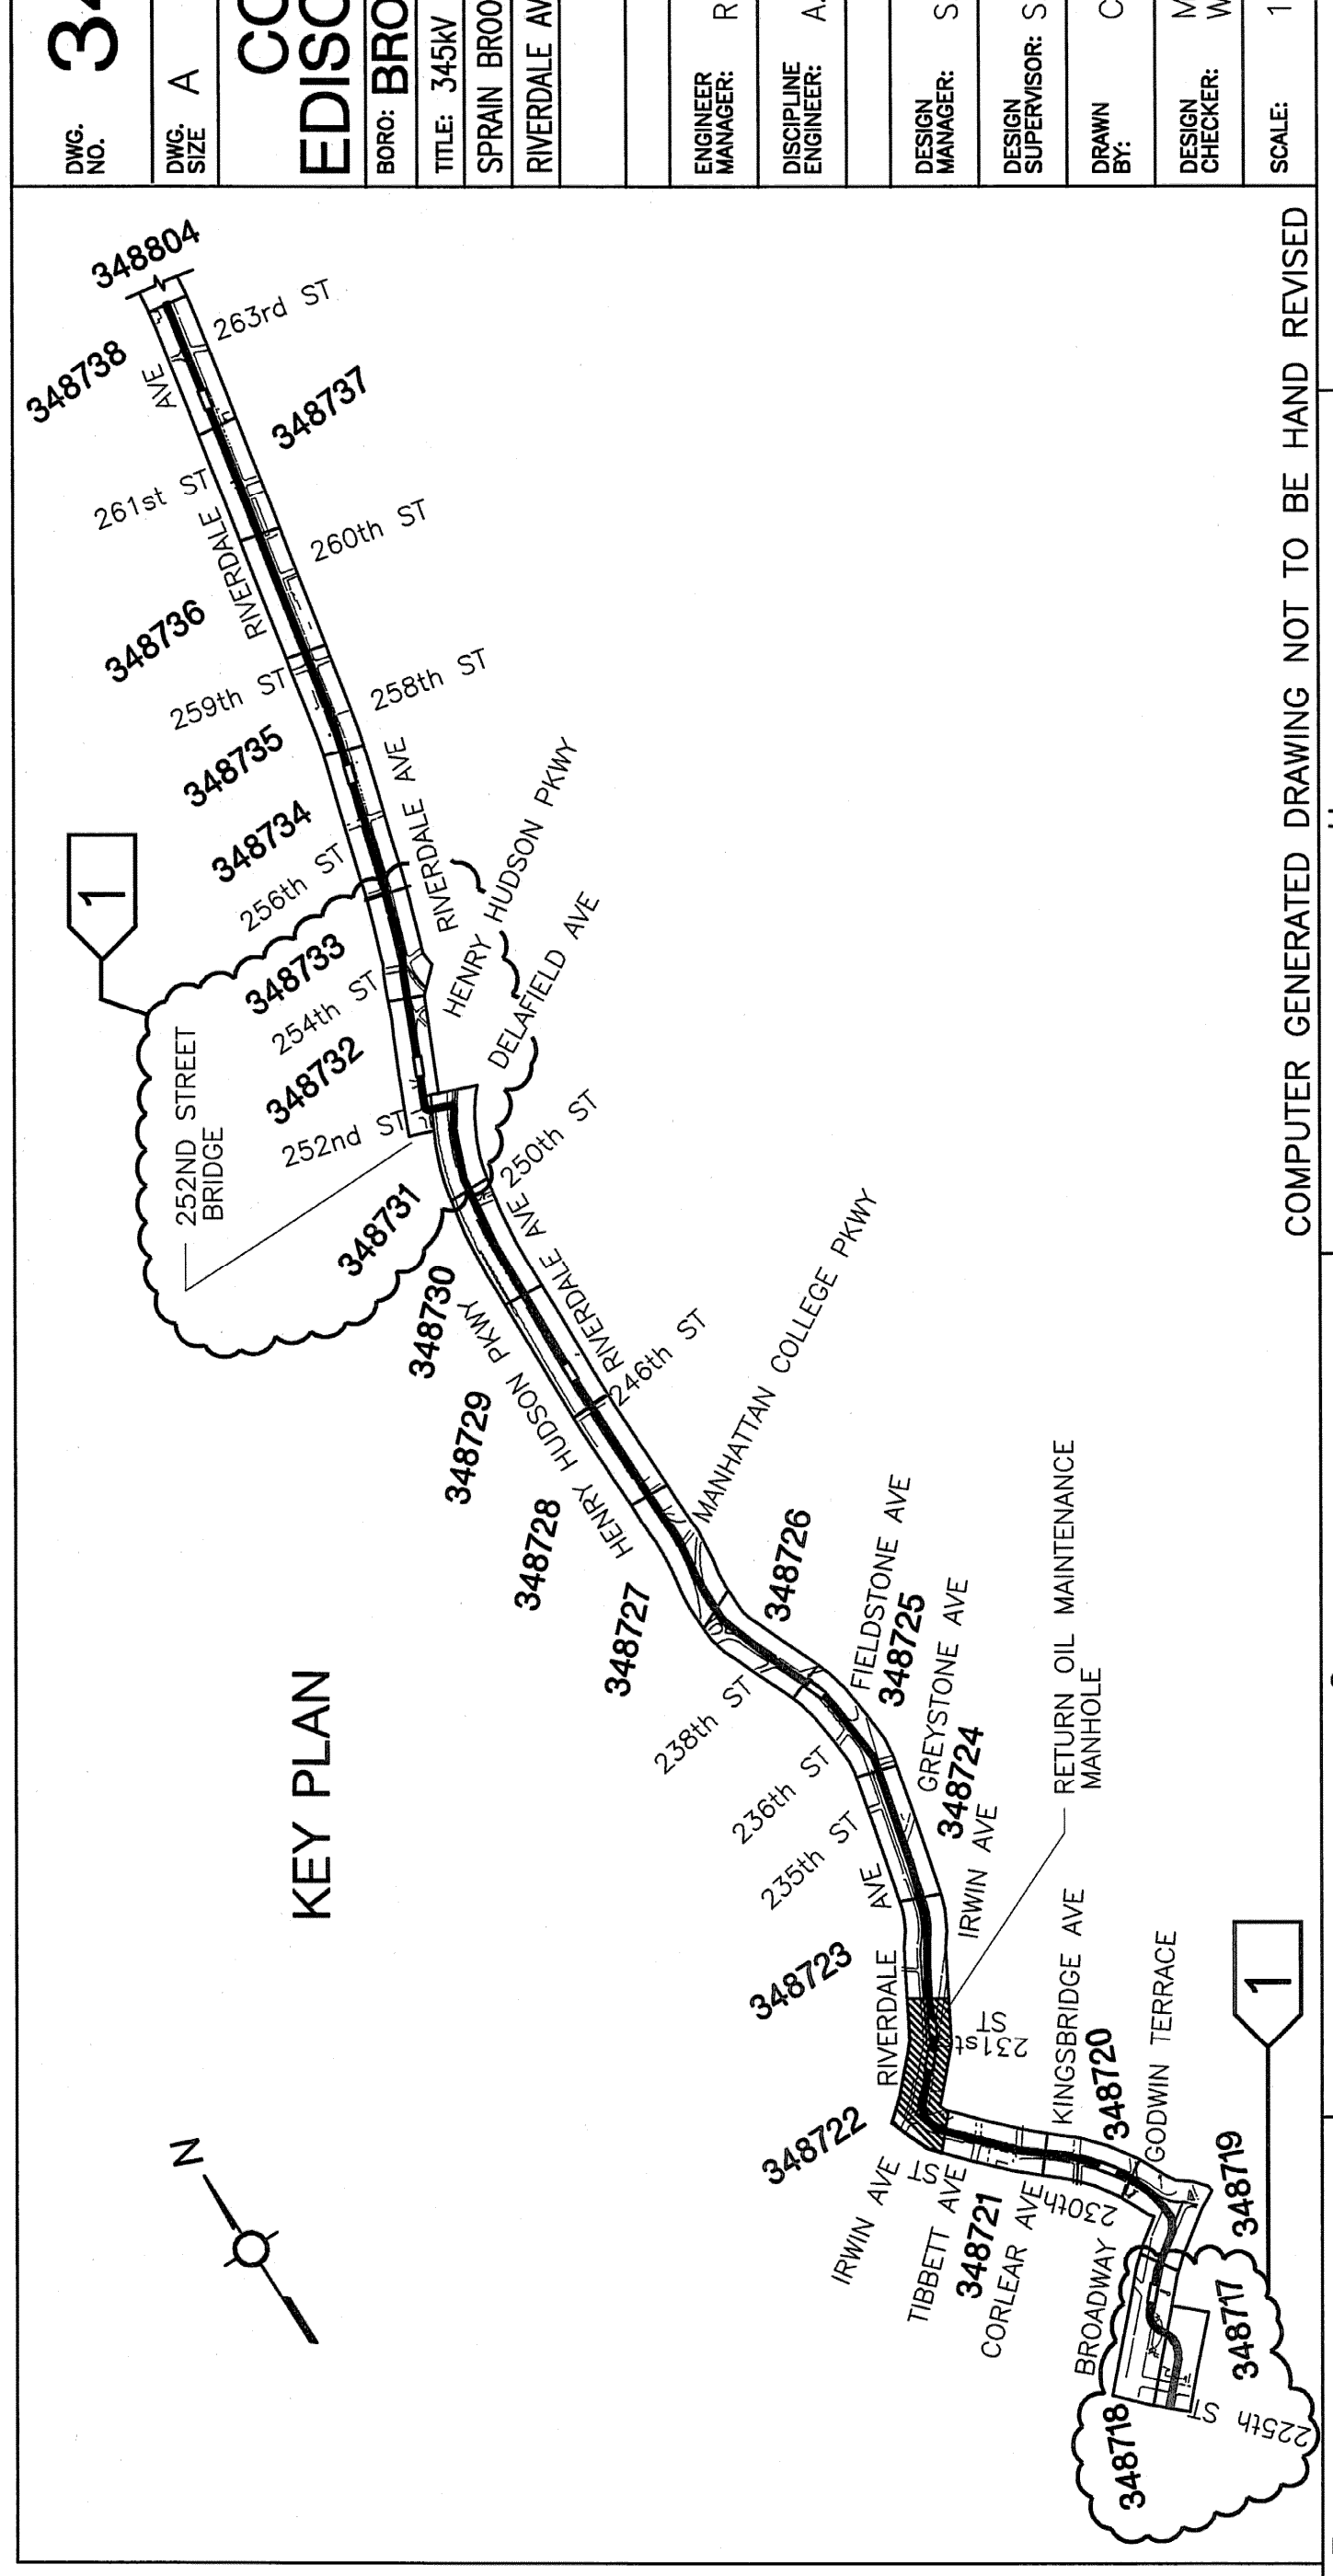 KEY PLAN
N
1
252ND STREET
BRIDGE
348804
348738
263rd ST
AVE
348737
261st ST
RIVERDALE
260th ST
348736
259th ST
258th ST
348735
RIVERDALE AVE
348734
256th ST
HENRY HUDSON PKWY
348733
254th ST
DELAFIELD AVE
348732
252nd ST
250th ST
348731
RIVERDALE AVE
348730
HENRY HUDSON PKWY
348729
246th ST
348728
MANHATTAN COLLEGE PKWY
348727
348726
238th ST
FIELDSTONE AVE
348725
236th ST
GREYSTONE AVE
348724
235th ST
IRWIN AVE
RETURN OIL MAINTENANCE
MANHOLE
RIVERDALE AVE
348723
231st
ST
348722
KINGSBRIDGE AVE
IRWIN AVE
348720
TIBBETT AVE
GODWIN TERRACE
348721
230th ST
CORLEAR AVE
348719
BROADWAY
1
348717
348718
225th ST
COMPUTER GENERATED DRAWING NOT TO BE HAND REVISED
DWG.
NO.
34
DWG.
SIZE A
CO
EDISO
BORO: BRO
TITLE: 345kV
SPRAIN BROO
RIVERDALE AV
ENGINEER
MANAGER: R
DISCIPLINE
ENGINEER: A.
DESIGN
MANAGER: S
DESIGN
SUPERVISOR: S
DRAWN
BY: C
DESIGN
CHECKER: M
W
SCALE: 1